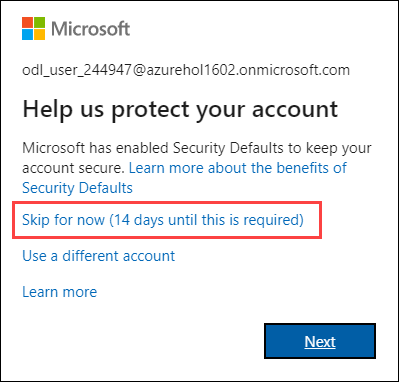 Microsoft
odl_user_244947@azurehol1602.onmicrosoft.com
Help us protect your account
Microsoft has enabled Security Defaults to keep your
account secure. Learn more about the benefits of
Security Defaults
Skip for now (14 days until this is required)
Use a different account
Learn more
Next